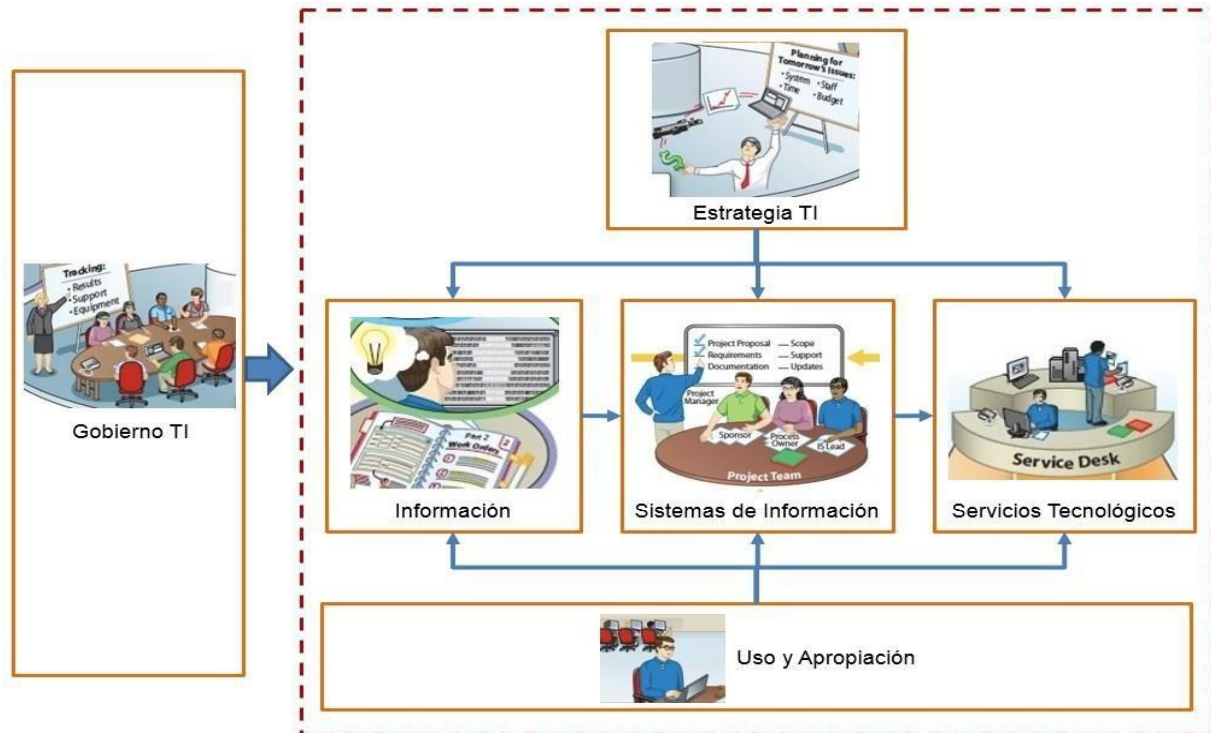 Planning for
Tomorrow's Issues:
•System •Staff
•Time •Budget
Estrategia TI
Tracking:
•Results
•Support
•Equipment
Gobierno TI
Part 2
Work Orders
Información
Project Proposal — Scope
Requirements — Support
Documentation — Updates
Project
Manager
Sponsor
Process
Owner
IS Lead
Project Team
Sistemas de Información
Service Desk
Servicios Tecnológicos
Uso y Apropiación